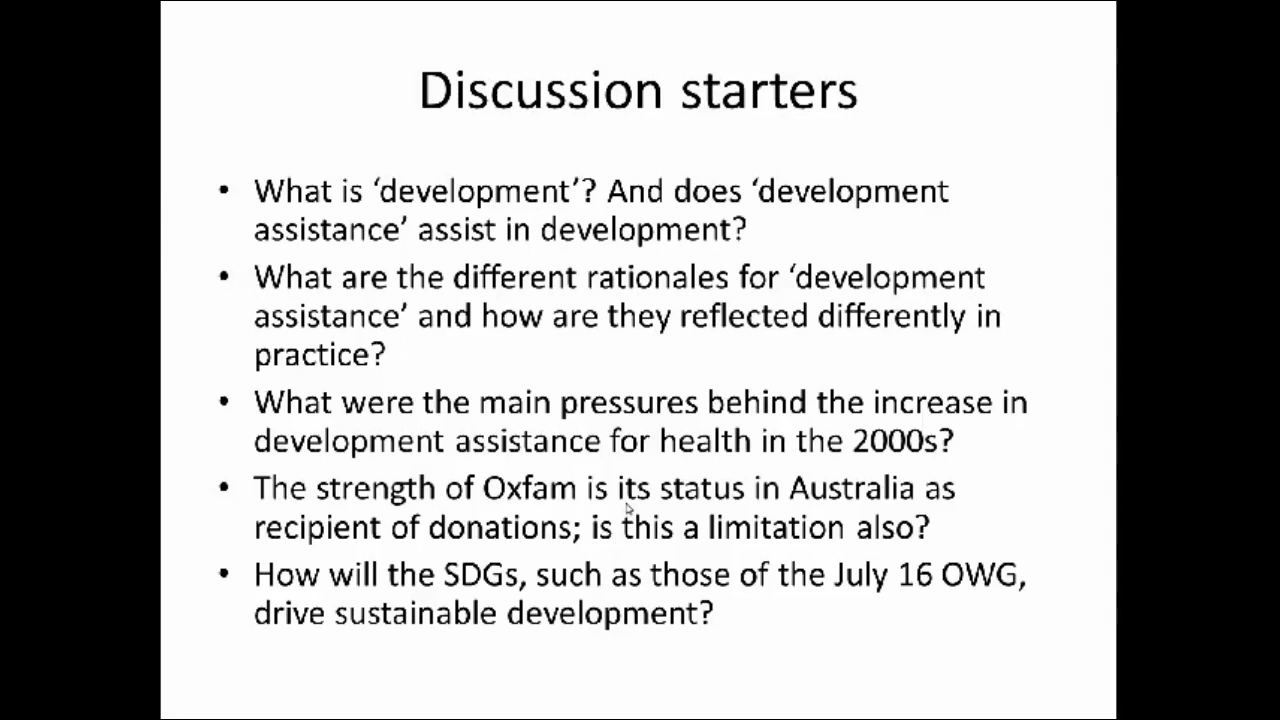 Discussion starters
• What is ‘development’? And does ‘development
assistance’ assist in development?
• What are the different rationales for ‘development
assistance’ and how are they reflected differently in
practice?
• What were the main pressures behind the increase in
development assistance for health in the 2000s?
• The strength of Oxfam is its status in Australia as
recipient of donations; is this a limitation also?
• How will the SDGs, such as those of the July 16 OWG,
drive sustainable development?